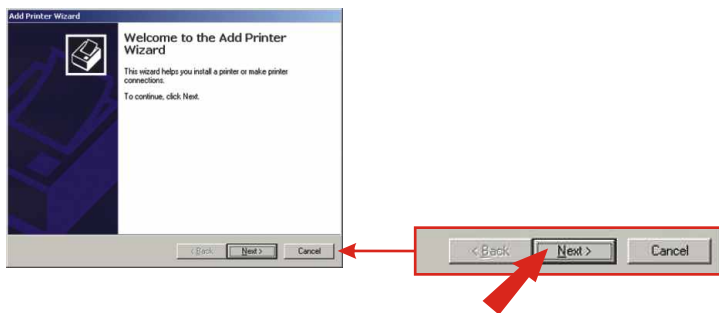 Add Printer Wizard
Welcome to the Add Printer
Wizard
This wizard helps you install a printer or make printer
connections.
To continue, click Next.
< Back Next > Cancel
< Back Next > Cancel